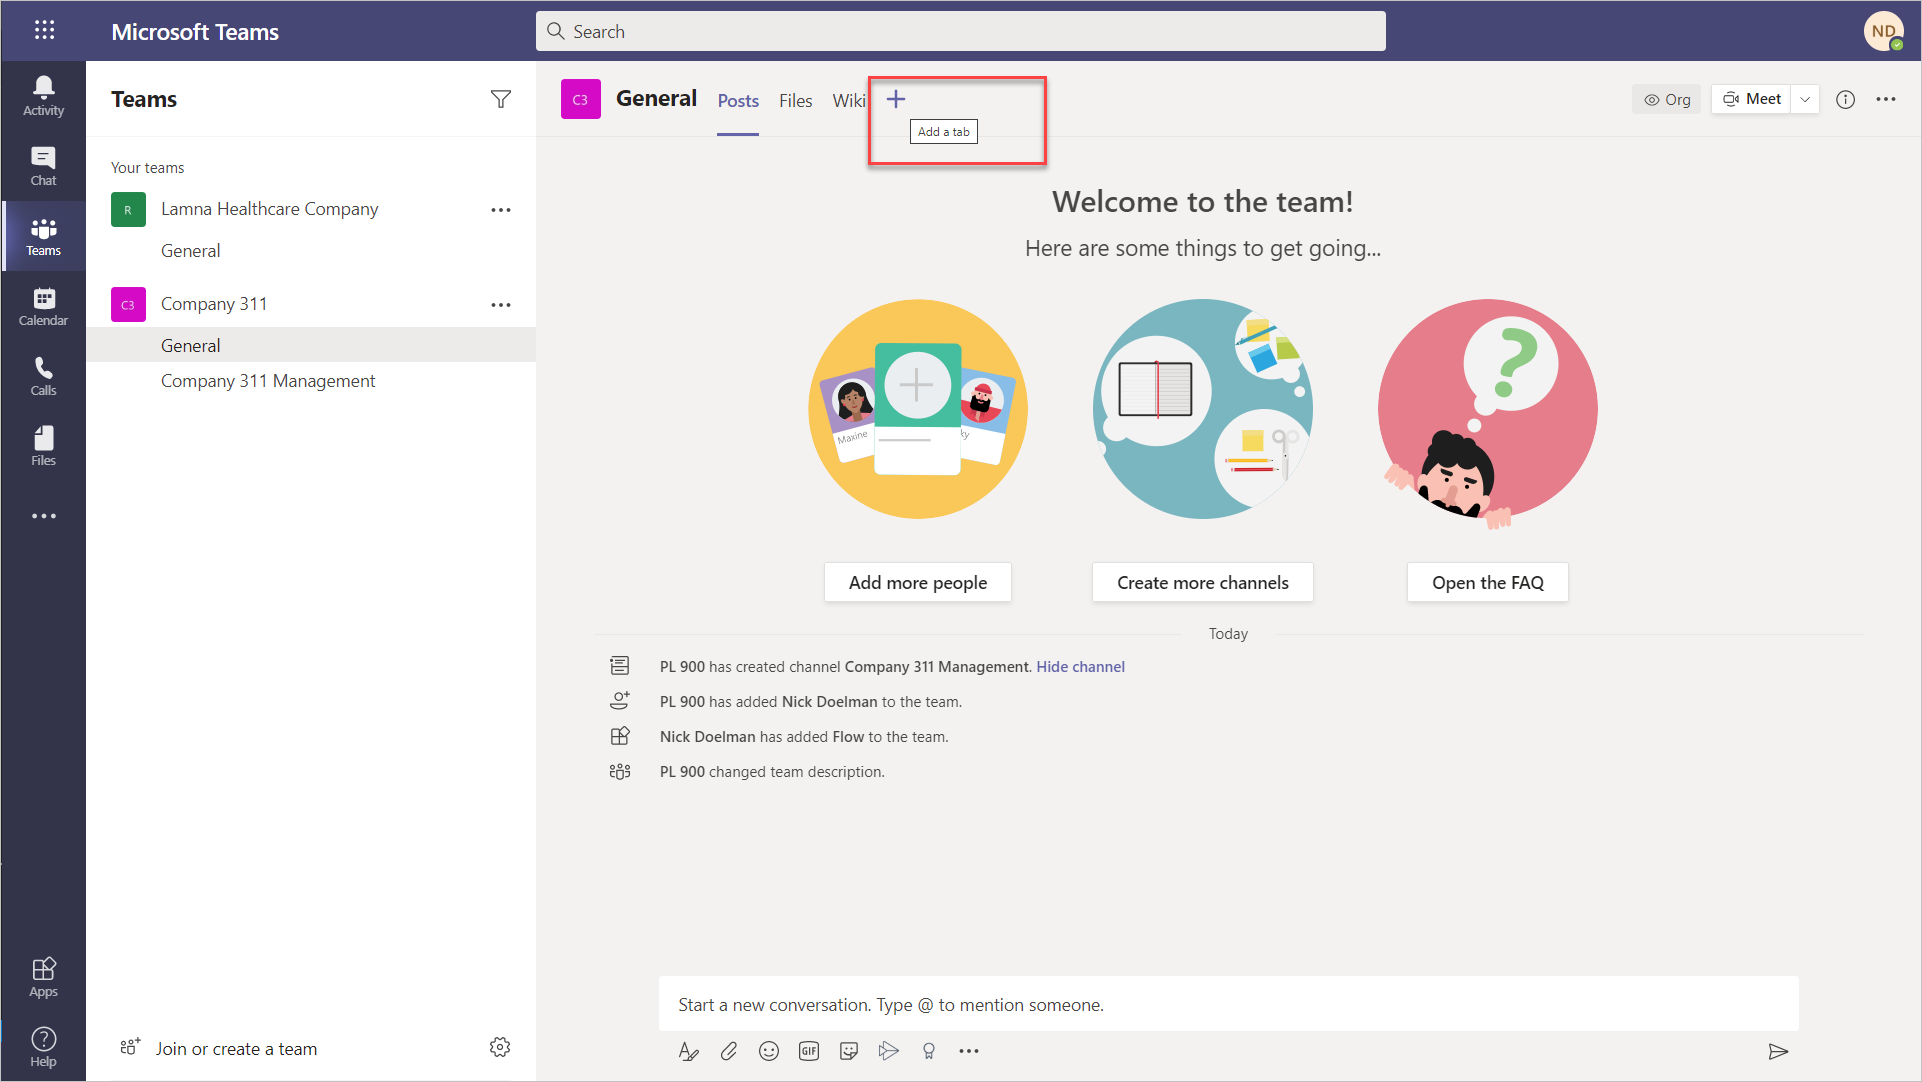 Microsoft Teams
Search
ND
Activity
Chat
Teams
Calendar
Calls
Files
Apps
Help
Teams
Your teams
R Lamna Healthcare Company
General
C3 Company 311
General
Company 311 Management
Join or create a team
C3 General Posts Files Wiki
Add a tab
Org Meet
Welcome to the team!
Here are some things to get going...
Maxine
ky
Add more people
Create more channels
Open the FAQ
Today
PL 900 has created channel Company 311 Management. Hide channel
PL 900 has added Nick Doelman to the team.
Nick Doelman has added Flow to the team.
PL 900 changed team description.
Start a new conversation. Type @ to mention someone.
GIF